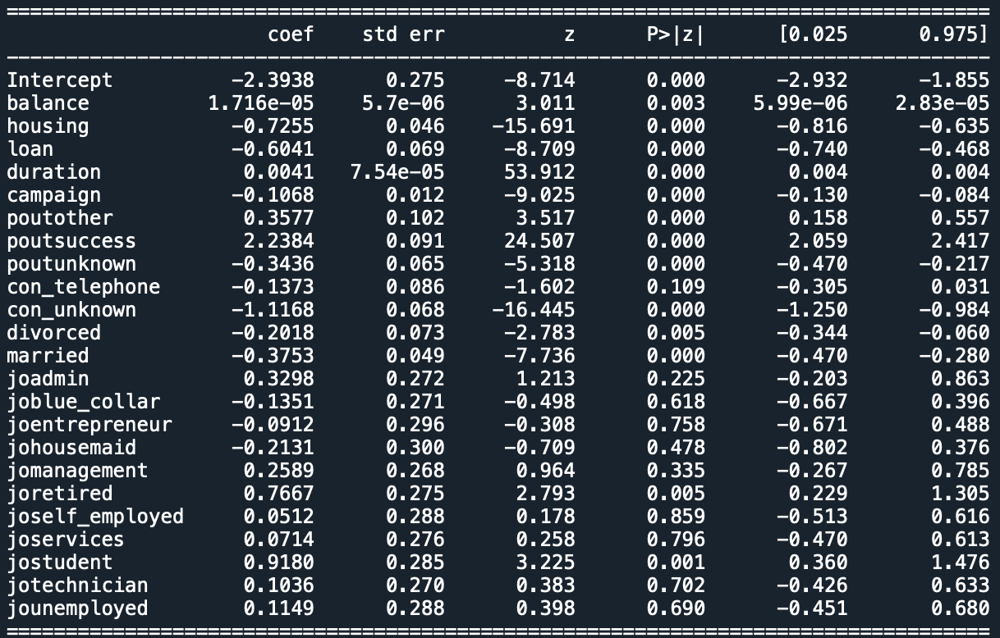 coef std err z P>|z| [0.025 0.975]
Intercept -2.3938 0.275 -8.714 0.000 -2.932 -1.855
balance 1.716e-05 5.7e-06 3.011 0.003 5.99e-06 2.83e-05
housing -0.7255 0.046 -15.691 0.000 -0.816 -0.635
loan -0.6041 0.069 -8.709 0.000 -0.740 -0.468
duration 0.0041 7.54e-05 53.912 0.000 0.004 0.004
campaign -0.1068 0.012 -9.025 0.000 -0.130 -0.084
poutother 0.3577 0.102 3.517 0.000 0.158 0.557
poutsuccess 2.2384 0.091 24.507 0.000 2.059 2.417
poutunknown -0.3436 0.065 -5.318 0.000 -0.470 -0.217
con_telephone -0.1373 0.086 -1.602 0.109 -0.305 0.031
con_unknown -1.1168 0.068 -16.445 0.000 -1.250 -0.984
divorced -0.2018 0.073 -2.783 0.005 -0.344 -0.060
married -0.3753 0.049 -7.736 0.000 -0.470 -0.280
joadmin 0.3298 0.272 1.213 0.225 -0.203 0.863
joblue_collar -0.1351 0.271 -0.498 0.618 -0.667 0.396
joentrepreneur -0.0912 0.296 -0.308 0.758 -0.671 0.488
johousemaid -0.2131 0.300 -0.709 0.478 -0.802 0.376
jomanagement 0.2589 0.268 0.964 0.335 -0.267 0.785
joretired 0.7667 0.275 2.793 0.005 0.229 1.305
joself_employed 0.0512 0.288 0.178 0.859 -0.513 0.616
joservices 0.0714 0.276 0.258 0.796 -0.470 0.613
jostudent 0.9180 0.285 3.225 0.001 0.360 1.476
jotechnician 0.1036 0.270 0.383 0.702 -0.426 0.633
jounemployed 0.1149 0.288 0.398 0.690 -0.451 0.680